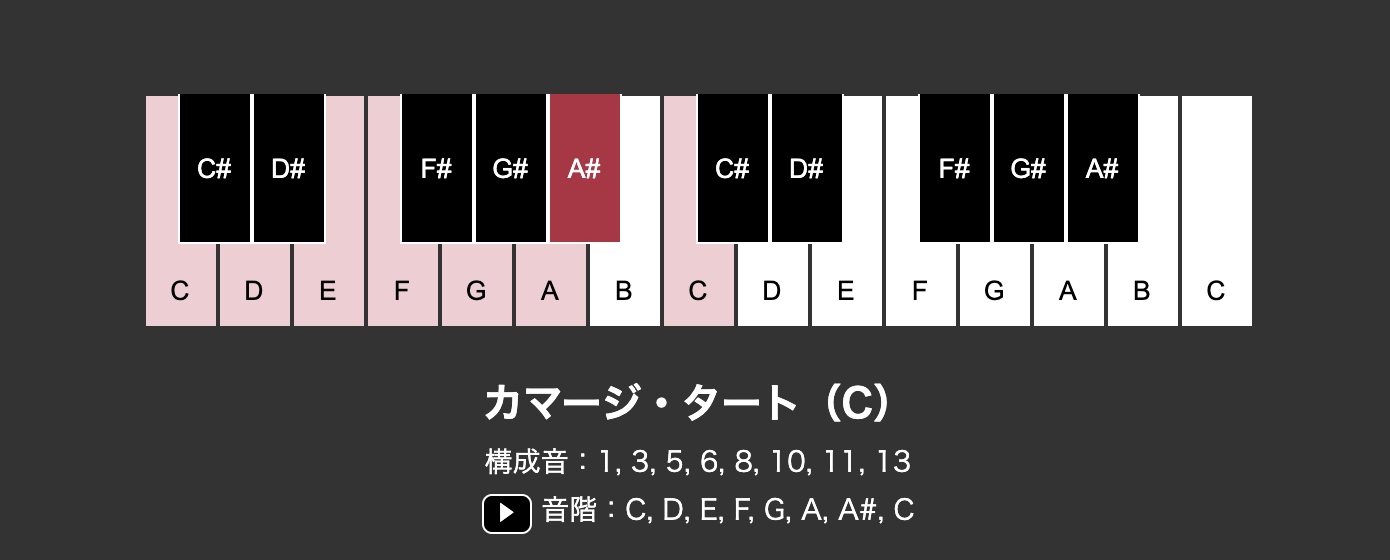 C# D# F# G# A# C# D# F# G# A#
C D E F G A B C D E F G A B C
カマージ・タート（C）
構成音：1, 3, 5, 6, 8, 10, 11, 13
音階：C, D, E, F, G, A, A#, C